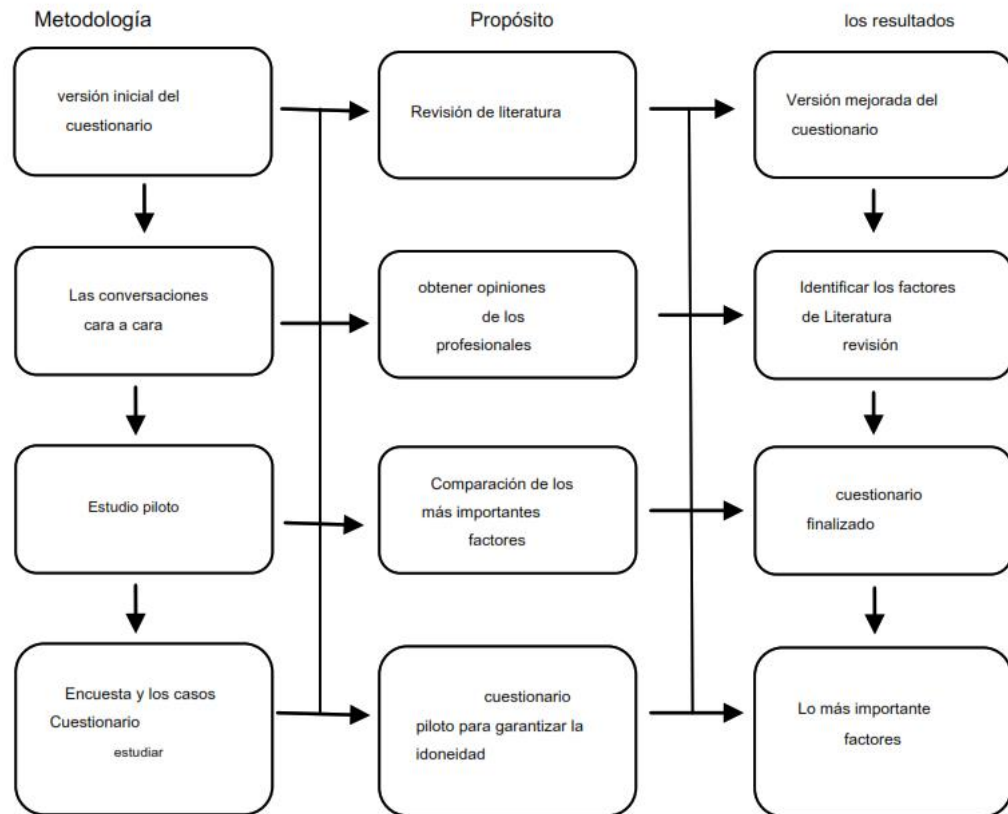 Metodología
Propósito
los resultados
versión inicial del
cuestionario
Revisión de literatura
Versión mejorada del
cuestionario
Las conversaciones
cara a cara
obtener opiniones
de los
profesionales
Identificar los factores
de Literatura
revisión
Estudio piloto
Comparación de los
más importantes
factores
cuestionario
finalizado
Encuesta y los casos
Cuestionario
estudiar
cuestionario
piloto para garantizar la
idoneidad
Lo más importante
factores